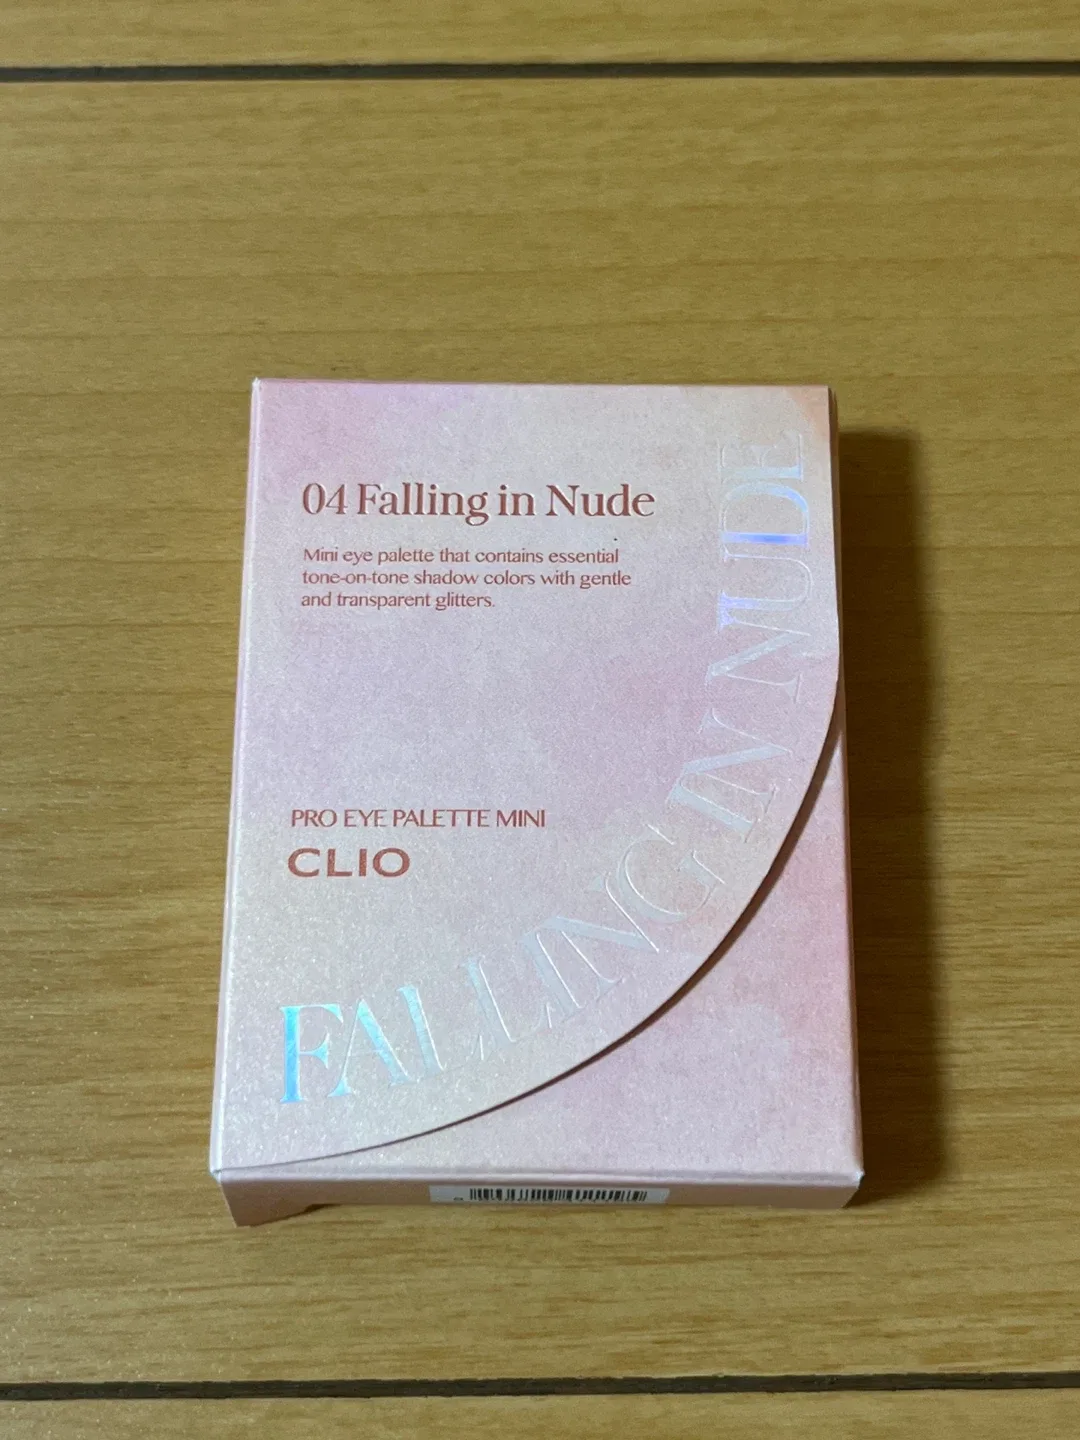 04 Falling in Nude
Mini eye palette that contains essential
tone-on-tone shadow colors with gentle
and transparent glitters.
PRO EYE PALETTE MINI
CLIO
FALLING IN NUDE